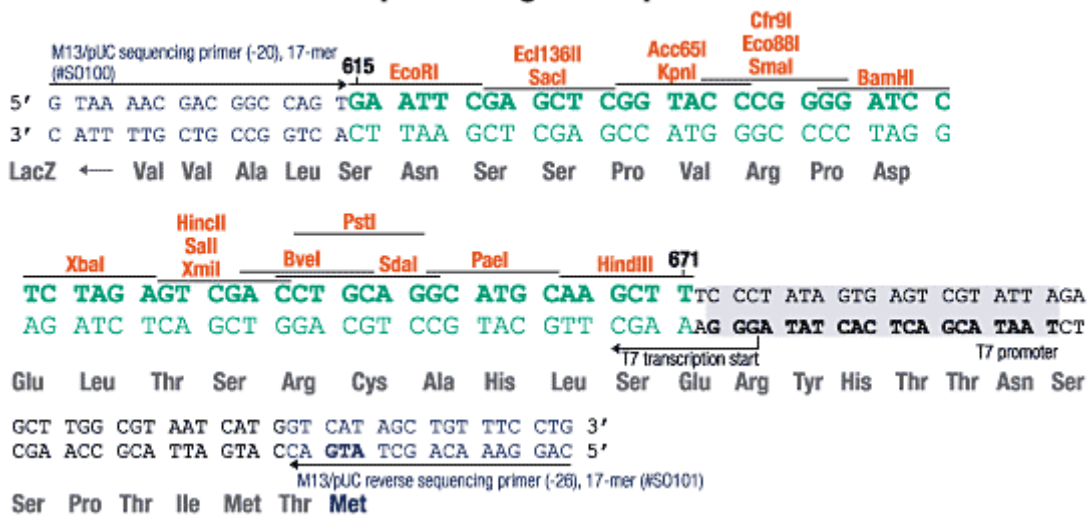 M13/pUC sequencing primer (-20), 17-mer
(#SO100)
615
EcoRI
Ecl136II
SacI
Acc65I
KpnI
Cfr9I
Eco88I
SmaI
BamHI
5' G TAA AAC GAC GGC CAG TGA ATTC GA GCTC GG TAC CCG GGG ATCC C
3' C ATT TTG CTG CCG GTC ACT TAA GCT CGA GCC ATG GGC CCC TAG G
LacZ ← Val Val Ala Leu Ser Asn Ser Ser Pro Val Arg Pro Asp
XbaI
HincII
SalI
XmiI
BveI
PstI
SdaI
PaeI
HindIII
671
TC TAG AGT CGA CCT GCA GGC ATG CAA GCT TTC CCT ATA GTG AGT CGT ATT AGA
AG ATC TCA GCT GGA CGT CCG TAC GTT CGA AAG GGA TAT CAC TCA GCA TAA TCT
T7 transcription start
T7 promoter
Glu Leu Thr Ser Arg Cys Ala His Leu Ser Glu Arg Tyr His Thr Thr Asn Ser
GCT TGG CGT AAT CAT GGT CAT AGC TGT TTC CTG 3'
CGA ACC GCA TTA GTA CCA GTA TCG ACA AAG GAC 5'
M13/pUC reverse sequencing primer (-26), 17-mer (#SO101)
Ser Pro Thr Ile Met Thr Met